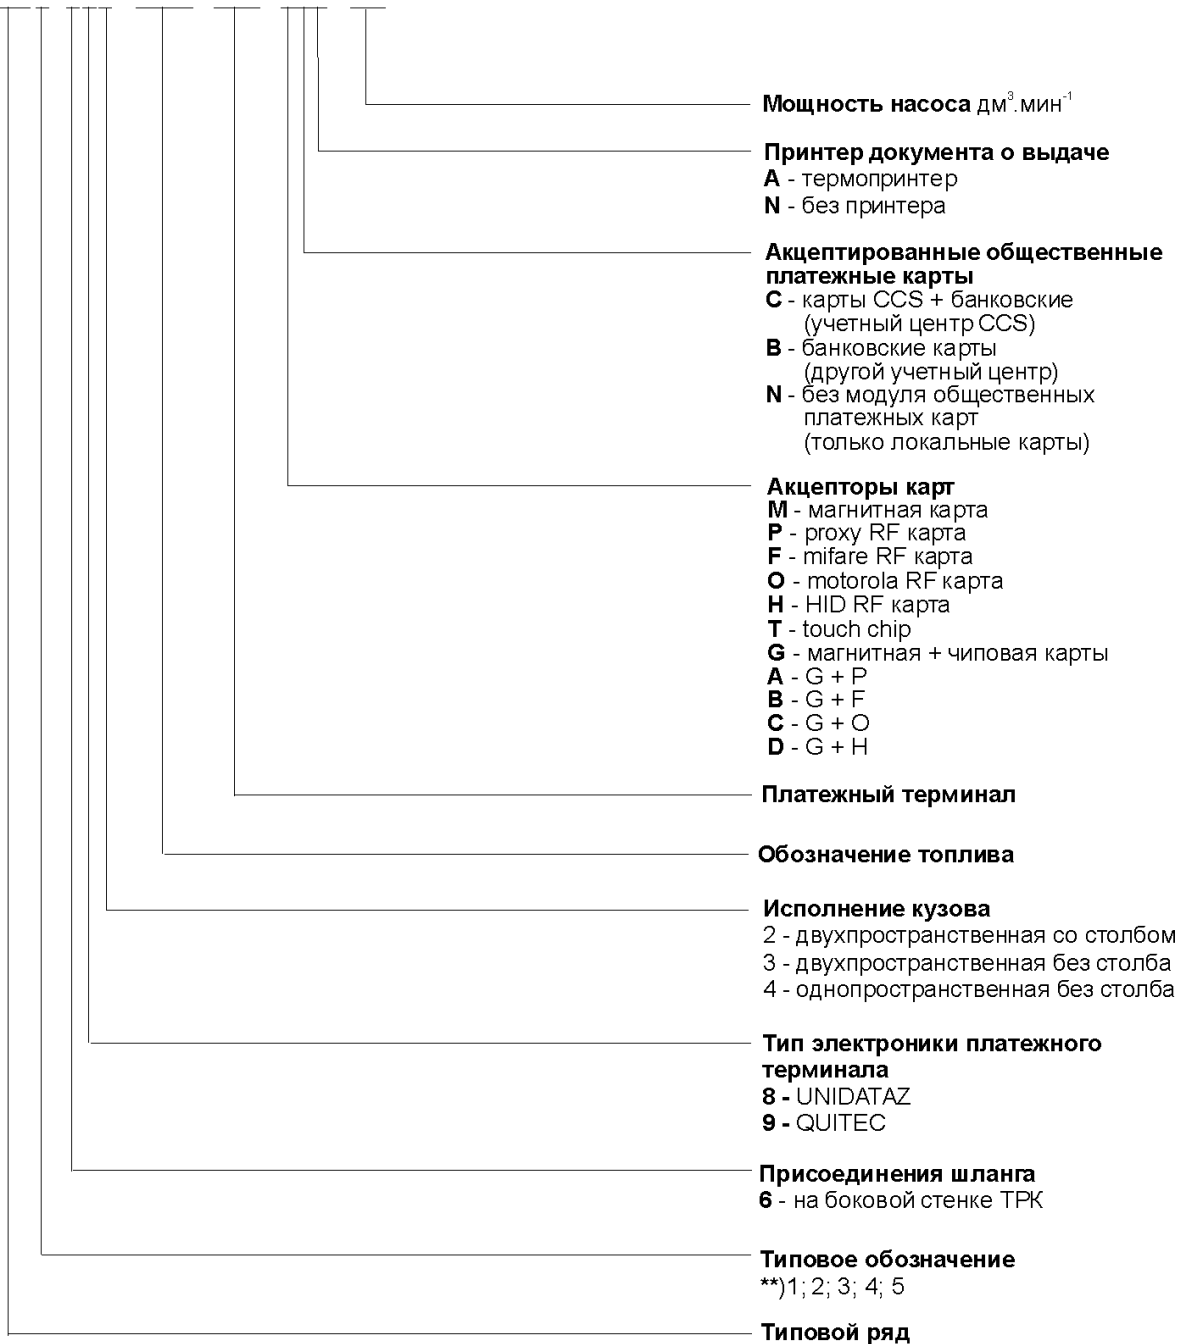 Мощность насоса дм³.мин⁻¹
Принтер документа о выдаче
A - термопринтер
N - без принтера
Акцептированные общественные
платежные карты
C - карты CCS + банковские
(учетный центр CCS)
B - банковские карты
(другой учетный центр)
N - без модуля общественных
платежных карт
(только локальные карты)
Акцепторы карт
M - магнитная карта
P - proxy RF карта
F - mifare RF карта
O - motorola RF карта
H - HID RF карта
T - touch chip
G - магнитная + чиповая карты
A - G + P
B - G + F
C - G + O
D - G + H
Платежный терминал
Обозначение топлива
Исполнение кузова
2 - двухпространственная со столбом
3 - двухпространственная без столба
4 - однопространственная без столба
Тип электроники платежного
терминала
8 - UNIDATAZ
9 - QUITEC
Присоединения шланга
6 - на боковой стенке ТРК
Типовое обозначение
**)1; 2; 3; 4; 5
Типовой ряд